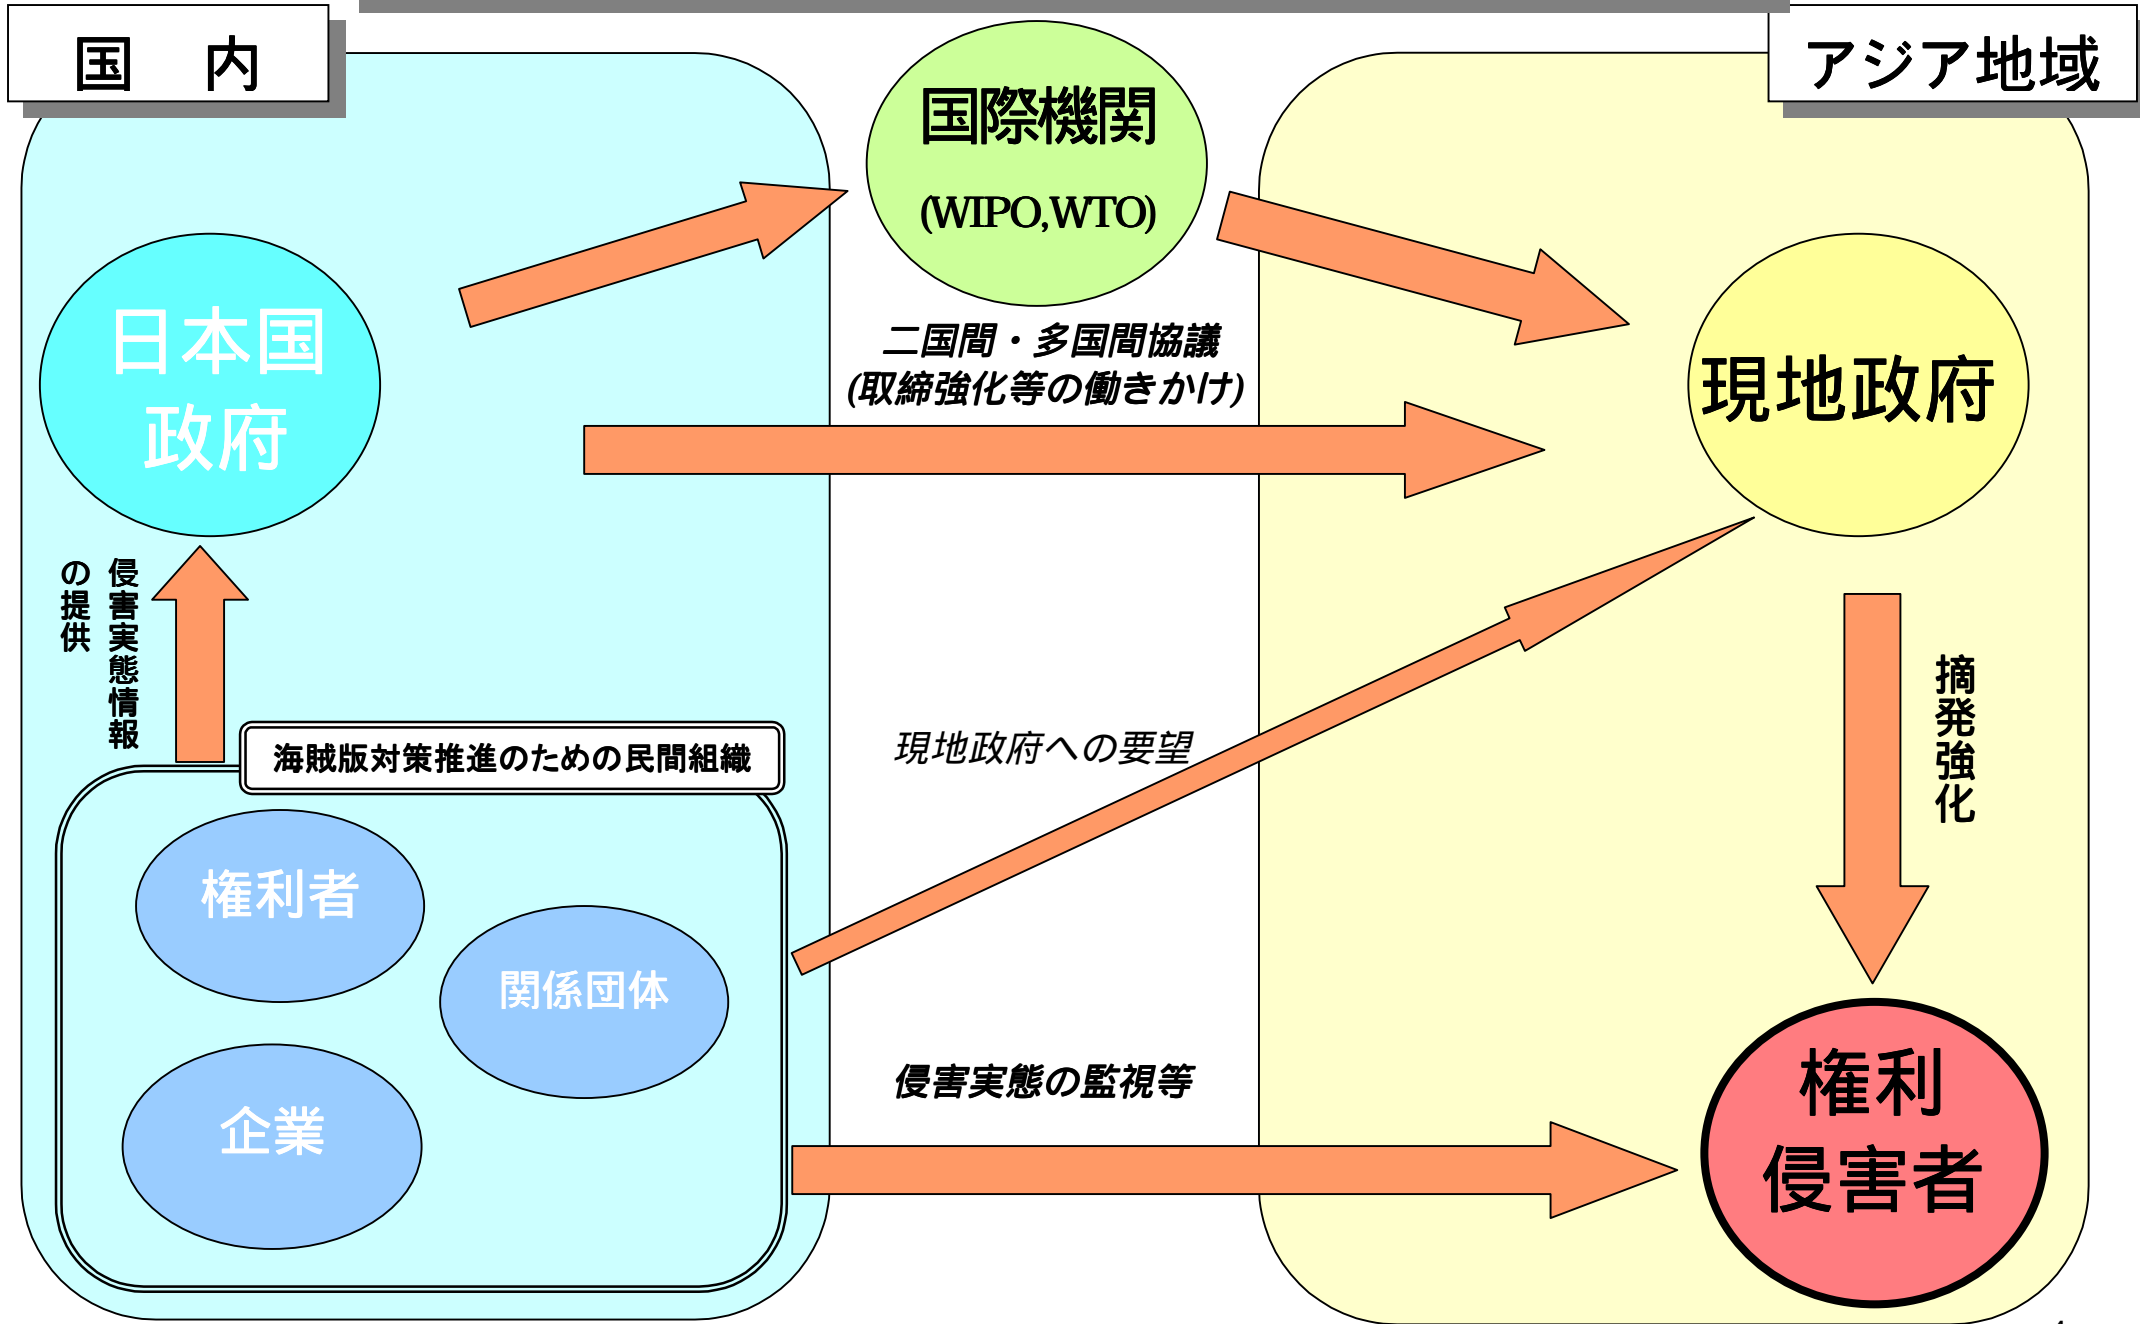 国　内
アジア地域
国際機関
(WIPO,WTO)
日本国
政府
二国間・多国間協議
(取締強化等の働きかけ)
現地政府
侵害実態情報
の提供
海賊版対策推進のための民間組織
現地政府への要望
摘発強化
権利者
関係団体
企業
侵害実態の監視等
権利
侵害者